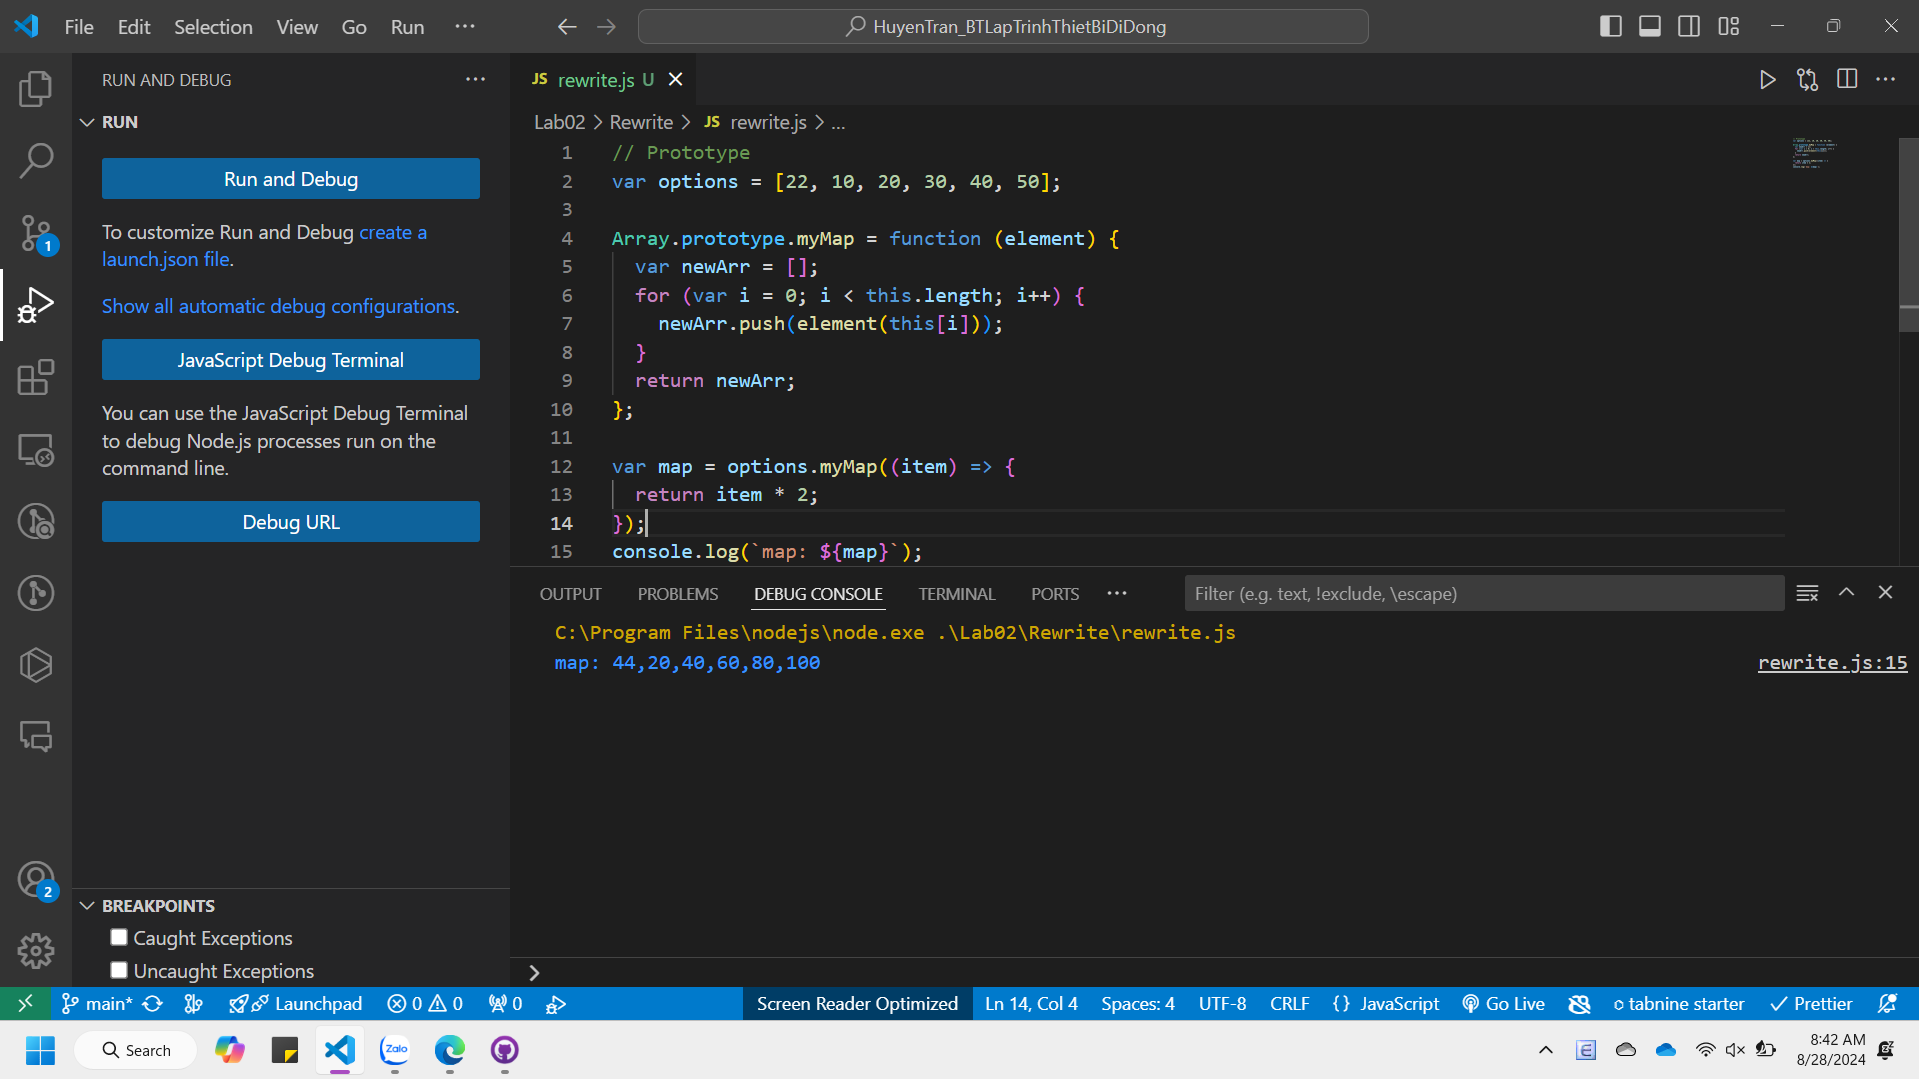 File Edit Selection View Go Run ···
HuyenTran_BTLapTrinhThietBiDiDong
RUN AND DEBUG ···
RUN
Run and Debug
To customize Run and Debug create a
launch.json file.
Show all automatic debug configurations.
JavaScript Debug Terminal
You can use the JavaScript Debug Terminal
to debug Node.js processes run on the
command line.
Debug URL
BREAKPOINTS
Caught Exceptions
Uncaught Exceptions
1
2
JS rewrite.js U
Lab02 > Rewrite > JS rewrite.js > ...
1 // Prototype
2 var options = [22, 10, 20, 30, 40, 50];
3
4 Array.prototype.myMap = function (element) {
5 var newArr = [];
6 for (var i = 0; i < this.length; i++) {
7 newArr.push(element(this[i]));
8 }
9 return newArr;
10 };
11
12 var map = options.myMap((item) => {
13 return item * 2;
14 });
15 console.log(`map: ${map}`);
OUTPUT PROBLEMS DEBUG CONSOLE TERMINAL PORTS ···
Filter (e.g. text, !exclude, \escape)
C:\Program Files\nodejs\node.exe .\Lab02\Rewrite\rewrite.js
map: 44,20,40,60,80,100 rewrite.js:15
>
main* Launchpad 0 0 0 Screen Reader Optimized Ln 14, Col 4 Spaces: 4 UTF-8 CRLF {} JavaScript Go Live tabnine starter Prettier
Search
Zalo
8:42 AM
8/28/2024